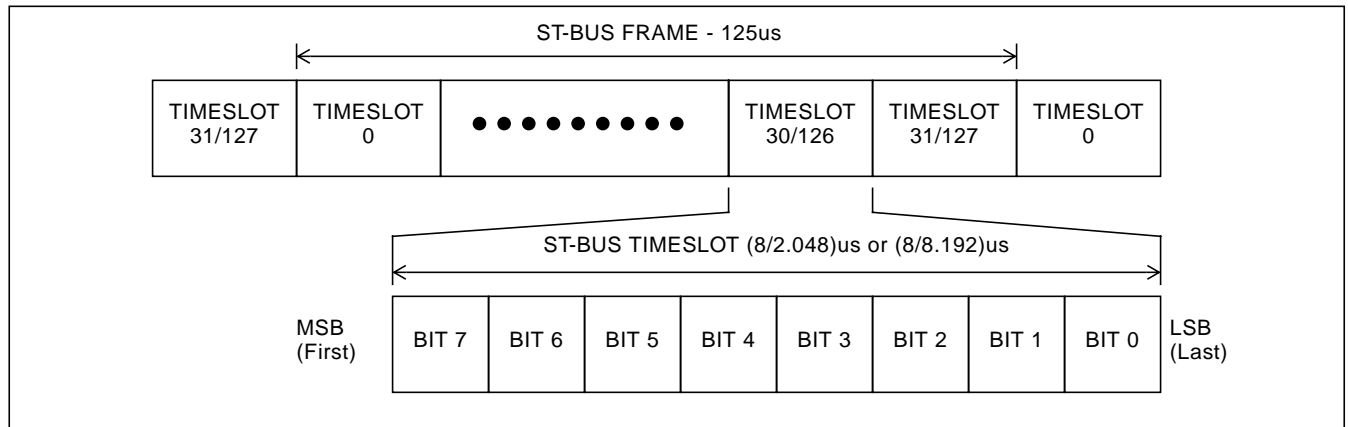 ST-BUS FRAME - 125us
TIMESLOT 31/127
TIMESLOT 0
TIMESLOT 30/126
TIMESLOT 31/127
TIMESLOT 0
ST-BUS TIMESLOT (8/2.048)us or (8/8.192)us
MSB (First)
BIT 7
BIT 6
BIT 5
BIT 4
BIT 3
BIT 2
BIT 1
BIT 0
LSB (Last)